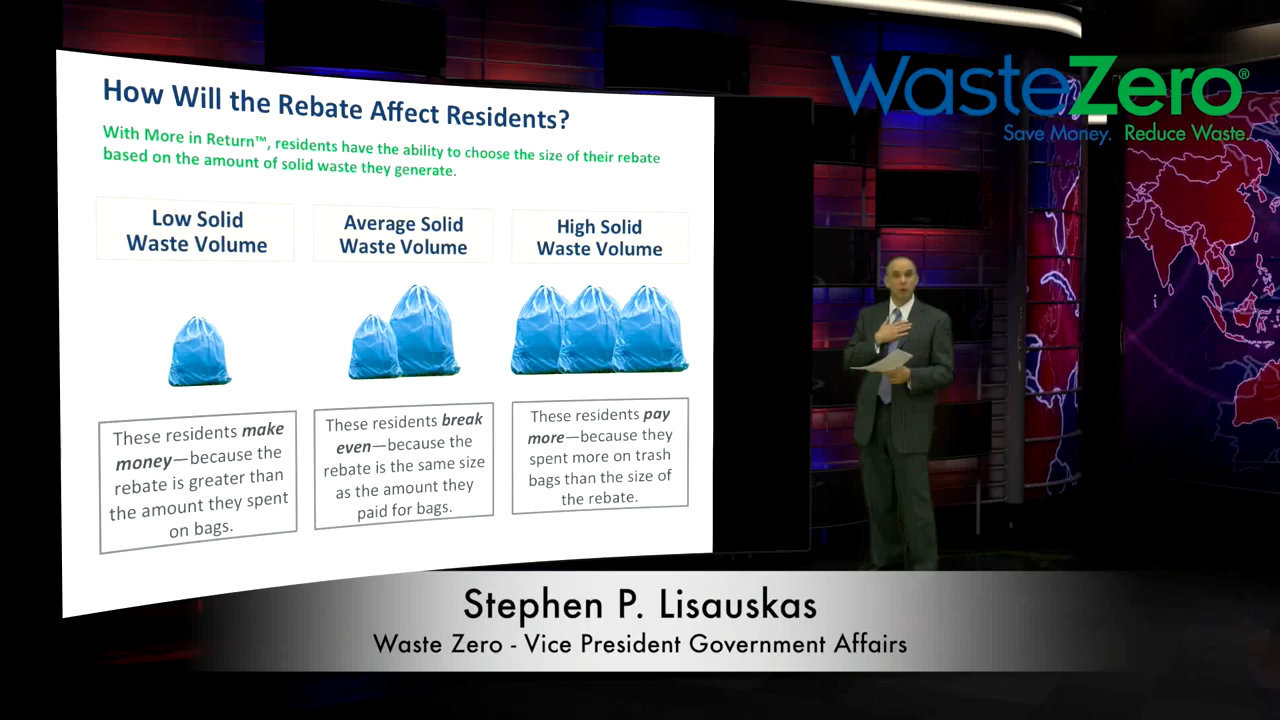 WasteZero®
Save Money. Reduce Waste.
How Will the Rebate Affect Residents?
With More in Return™, residents have the ability to choose the size of their rebate
based on the amount of solid waste they generate.
Low Solid
Waste Volume
Average Solid
Waste Volume
High Solid
Waste Volume
These residents make
money—because the
rebate is greater than
the amount they spent
on bags.
These residents break
even—because the
rebate is the same size
as the amount they
paid for bags.
These residents pay
more—because they
spent more on trash
bags than the size of
the rebate.
Stephen P. Lisauskas
Waste Zero - Vice President Government Affairs